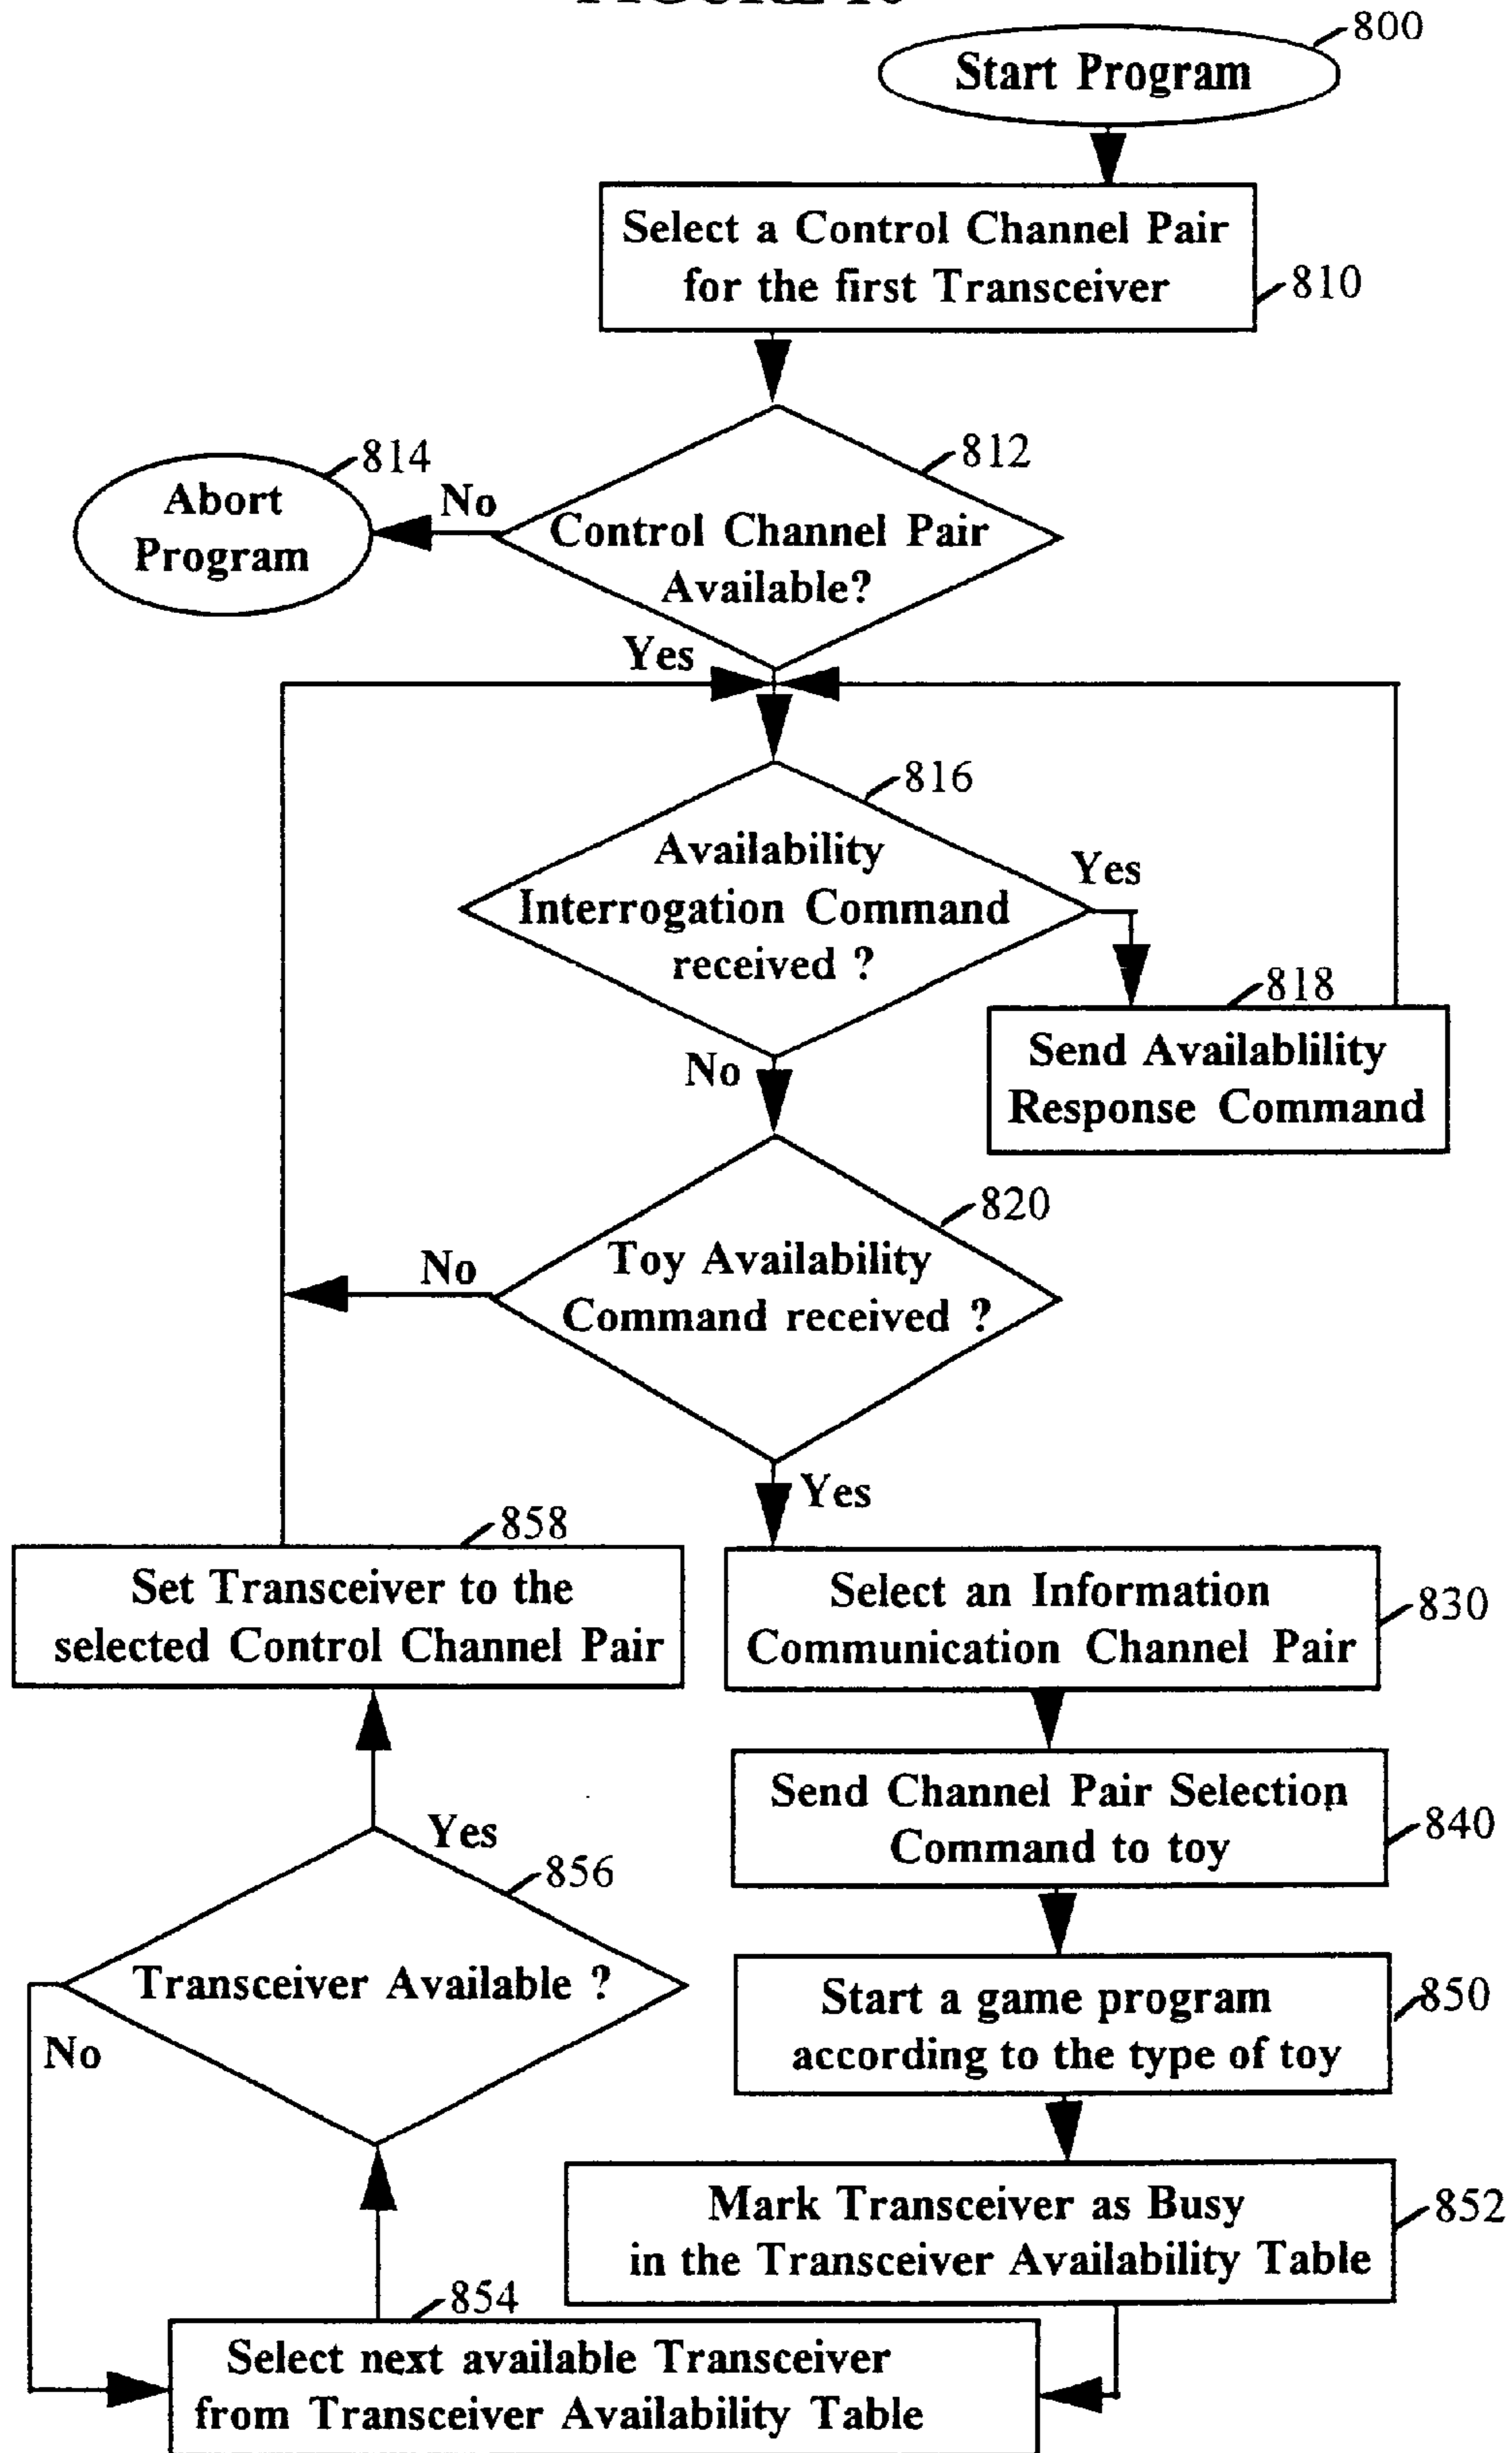 800
Start Program
Select a Control Channel Pair
for the first Transceiver
810
812
814
Abort
Program
No
Control Channel Pair
Available?
Yes
816
Availability
Interrogation Command
received ?
Yes
818
Send Availablility
Response Command
No
820
Toy Availability
Command received ?
No
Yes
858
Set Transceiver to the
selected Control Channel Pair
Select an Information
Communication Channel Pair
830
Send Channel Pair Selection
Command to toy
840
Yes
856
Transceiver Available ?
No
Start a game program
according to the type of toy
850
Mark Transceiver as Busy
in the Transceiver Availability Table
852
854
Select next available Transceiver
from Transceiver Availability Table